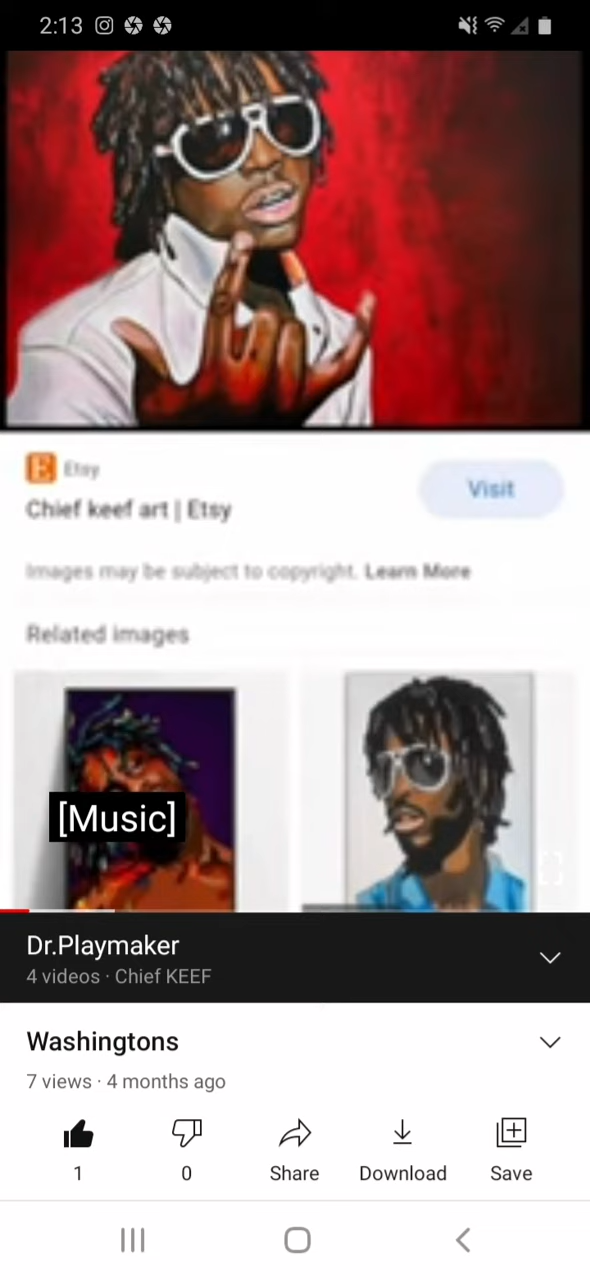 2:13
Etsy
Chief keef art | Etsy
Visit
Images may be subject to copyright. Learn More
Related images
[Music]
Dr.Playmaker
4 videos · Chief KEEF
Washingtons
7 views · 4 months ago
1
0
Share
Download
Save